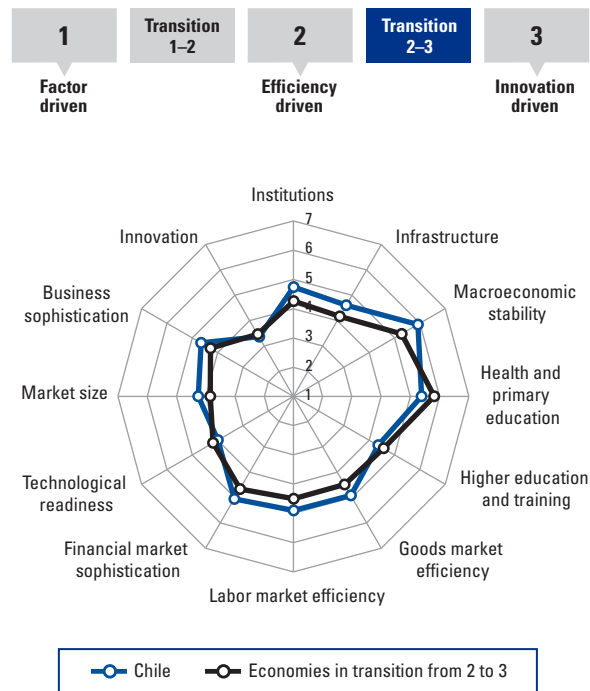 1
Transition
1–2
2
Transition
2–3
3
Factor
driven
Efficiency
driven
Innovation
driven
Institutions
7
Innovation
Infrastructure
6
Business
sophistication
5
Macroeconomic
stability
4
3
Market size
2
1
Health and
primary
education
Technological
readiness
Higher education
and training
Financial market
sophistication
Goods market
efficiency
Labor market efficiency
Chile
Economies in transition from 2 to 3